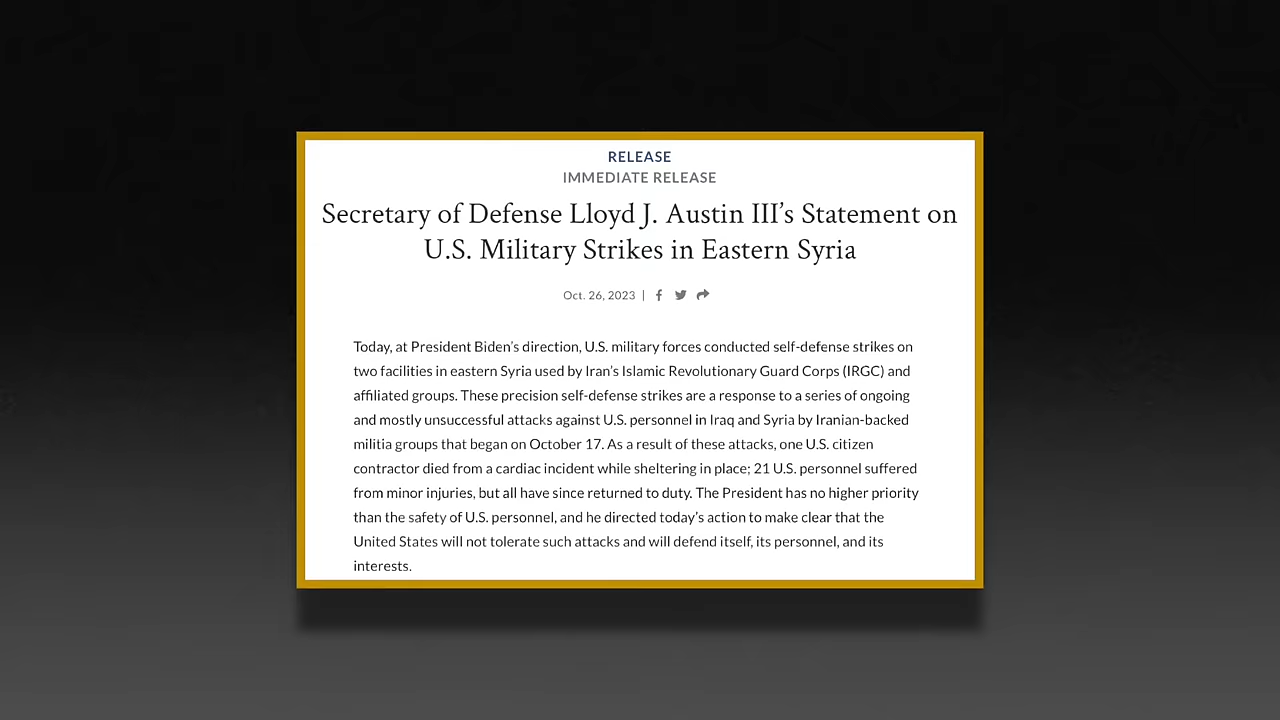 RELEASE
IMMEDIATE RELEASE
Secretary of Defense Lloyd J. Austin III’s Statement on
U.S. Military Strikes in Eastern Syria
Oct. 26, 2023 |
Today, at President Biden’s direction, U.S. military forces conducted self-defense strikes on
two facilities in eastern Syria used by Iran’s Islamic Revolutionary Guard Corps (IRGC) and
affiliated groups. These precision self-defense strikes are a response to a series of ongoing
and mostly unsuccessful attacks against U.S. personnel in Iraq and Syria by Iranian-backed
militia groups that began on October 17. As a result of these attacks, one U.S. citizen
contractor died from a cardiac incident while sheltering in place; 21 U.S. personnel suffered
from minor injuries, but all have since returned to duty. The President has no higher priority
than the safety of U.S. personnel, and he directed today’s action to make clear that the
United States will not tolerate such attacks and will defend itself, its personnel, and its
interests.